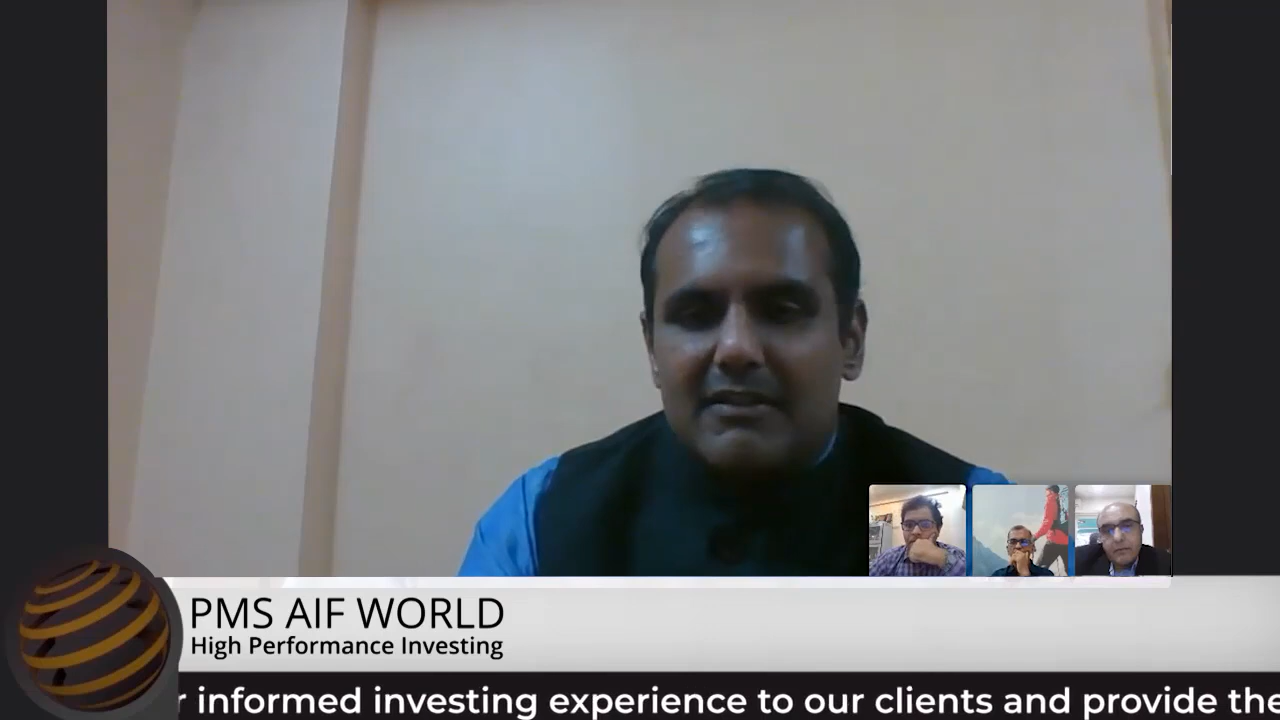 PMS AIF WORLD
High Performance Investing
r informed investing experience to our clients and provide the